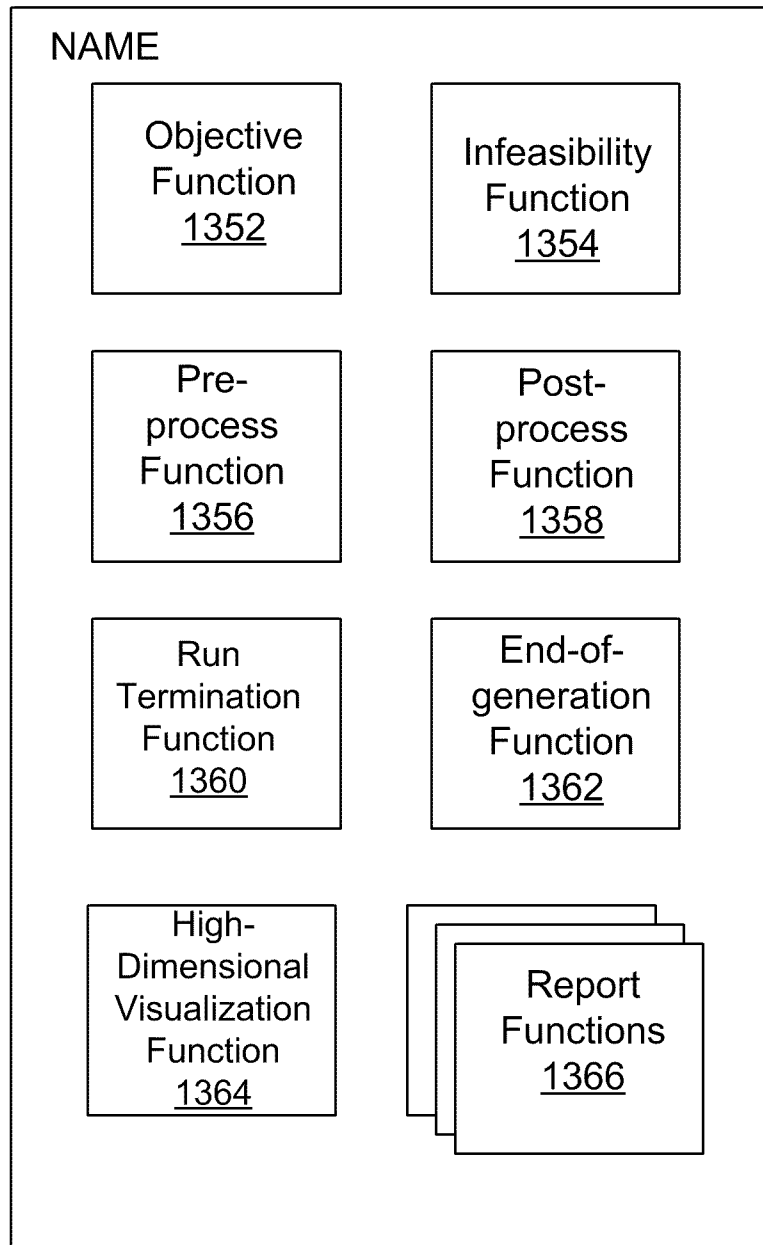 NAME
Objective
Function
1352
Infeasibility
Function
1354
Pre-
process
Function
1356
Post-
process
Function
1358
Run
Termination
Function
1360
End-of-
generation
Function
1362
High-
Dimensional
Visualization
Function
1364
Report
Functions
1366